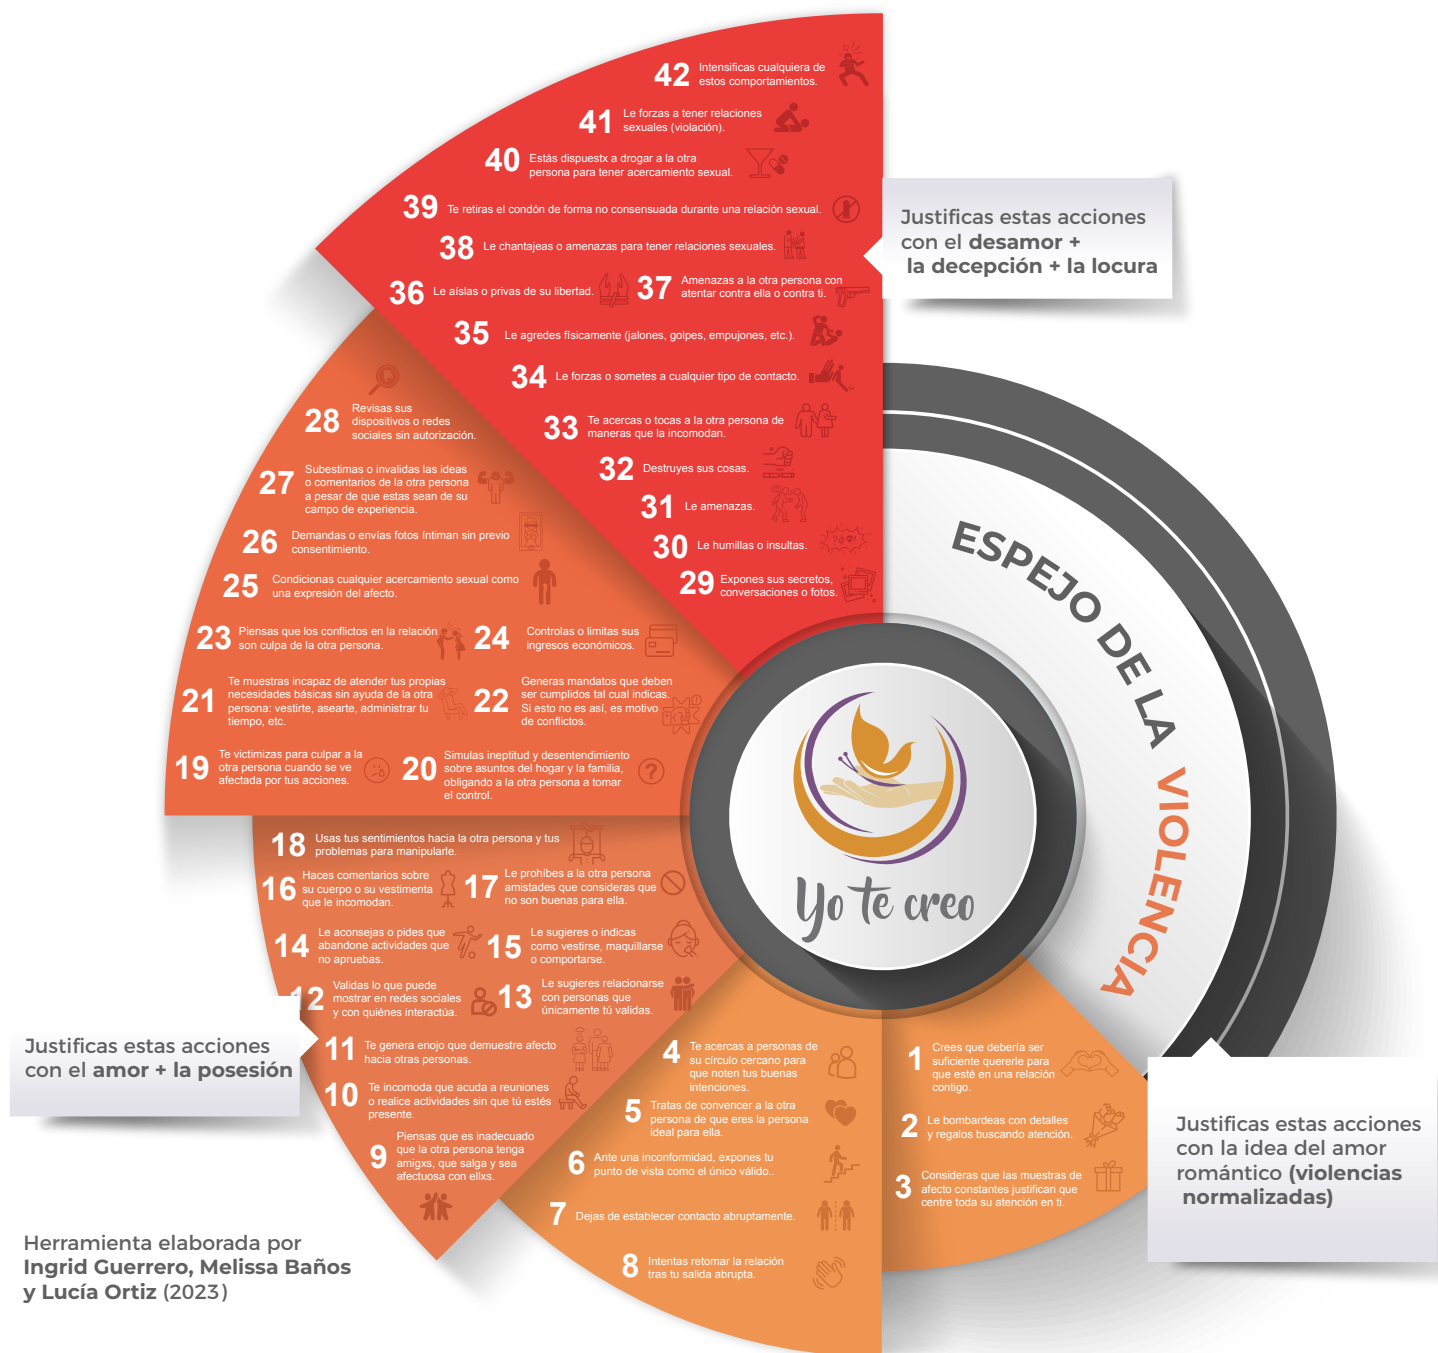 42 Intensificas cualquiera de
estos comportamientos.
41 Le forzas a tener relaciones
sexuales (violación).
40 Estás dispuestx a drogar a la otra
persona para tener acercamiento sexual.
39 Te retiras el condón de forma no consensuada durante una relación sexual.
38 Le chantajeas o amenazas para tener relaciones sexuales.
36 Le aíslas o privas de su libertad.
37 Amenazas a la otra persona con
atentar contra ella o contra ti.
35 Le agredes físicamente (jalones, golpes, empujones, etc.).
34 Le forzas o sometes a cualquier tipo de contacto.
33 Te acercas o tocas a la otra persona de
maneras que la incomodan.
32 Destruyes sus cosas.
31 Le amenazas.
30 Le humillas o insultas.
29 Expones sus secretos,
conversaciones o fotos.
Justificas estas acciones
con el desamor +
la decepción + la locura
28 Revisas sus
dispositivos o redes
sociales sin autorización.
27 Subestimas o invalidas las ideas
o comentarios de la otra persona
a pesar de que estas sean de su
campo de experiencia.
26 Demandas o envías fotos íntiman sin previo
consentimiento.
25 Condicionas cualquier acercamiento sexual como
una expresión del afecto.
23 Piensas que los conflictos en la relación
son culpa de la otra persona.
24 Controlas o limitas sus
ingresos económicos.
21 Te muestras incapaz de atender tus propias
necesidades básicas sin ayuda de la otra
persona: vestirte, asearte, administrar tu
tiempo, etc.
22 Generas mandatos que deben
ser cumplidos tal cual indicas.
Si esto no es así, es motivo
de conflictos.
19 Te victimizas para culpar a la
otra persona cuando se ve
afectada por tus acciones.
20 Simulas ineptitud y desentendimiento
sobre asuntos del hogar y la familia,
obligando a la otra persona a tomar
el control.
18 Usas tus sentimientos hacia la otra persona y tus
problemas para manipularle.
16 Haces comentarios sobre
su cuerpo o su vestimenta
que le incomodan.
17 Le prohíbes a la otra persona
amistades que consideras que
no son buenas para ella.
14 Le aconsejas o pides que
abandone actividades que
no apruebas.
15 Le sugieres o indicas
como vestirse, maquillarse
o comportarse.
12 Validas lo que puede
mostrar en redes sociales
y con quiénes interactúa.
13 Le sugieres relacionarse
con personas que
únicamente tú validas.
11 Te genera enojo que demuestre afecto
hacia otras personas.
10 Te incomoda que acuda a reuniones
o realice actividades sin que tú estés
presente.
9 Piensas que es inadecuado
que la otra persona tenga
amigxs, que salga y sea
afectuosa con ellxs.
Justificas estas acciones
con el amor + la posesión
4 Te acercas a personas de
su círculo cercano para
que noten tus buenas
intenciones.
5 Tratas de convencer a la otra
persona de que eres la persona
ideal para ella.
6 Ante una inconformidad, expones tu
punto de vista como el único válido..
7 Dejas de establecer contacto abruptamente.
8 Intentas retomar la relación
tras tu salida abrupta.
1 Crees que debería ser
suficiente quererle para
que esté en una relación
contigo.
2 Le bombardeas con detalles
y regalos buscando atención.
3 Consideras que las muestras de
afecto constantes justifican que
centre toda su atención en ti.
Justificas estas acciones
con la idea del amor
romántico (violencias
normalizadas)
ESPEJO DE LA VIOLENCIA
Yo te creo
Herramienta elaborada por
Ingrid Guerrero, Melissa Baños
y Lucía Ortiz (2023)